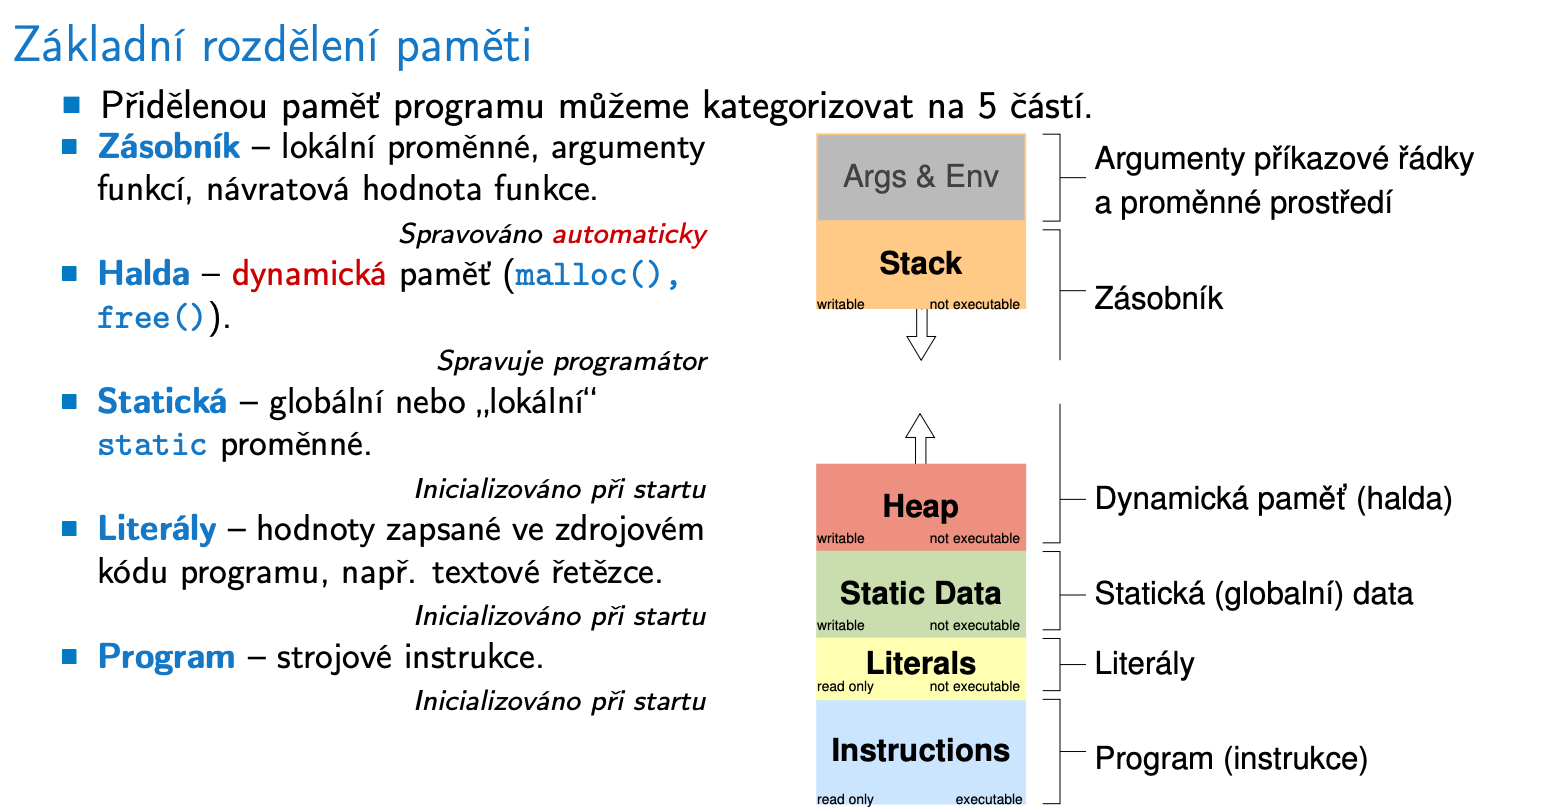 Základní rozdělení paměti
Přidělenou paměť programu můžeme kategorizovat na 5 částí.
Zásobník – lokální proměnné, argumenty
funkcí, návratová hodnota funkce.
Spravováno automaticky
Halda – dynamická paměť (malloc(),
free()).
Spravuje programátor
Statická – globální nebo „lokální“
static proměnné.
Inicializováno při startu
Literály – hodnoty zapsané ve zdrojovém
kódu programu, např. textové řetězce.
Inicializováno při startu
Program – strojové instrukce.
Inicializováno při startu
Args & Env
Argumenty příkazové řádky
a proměnné prostředí
Stack
writable not executable
Zásobník
Heap
writable not executable
Dynamická paměť (halda)
Static Data
writable not executable
Statická (globalní) data
Literals
read only not executable
Literály
Instructions
read only executable
Program (instrukce)